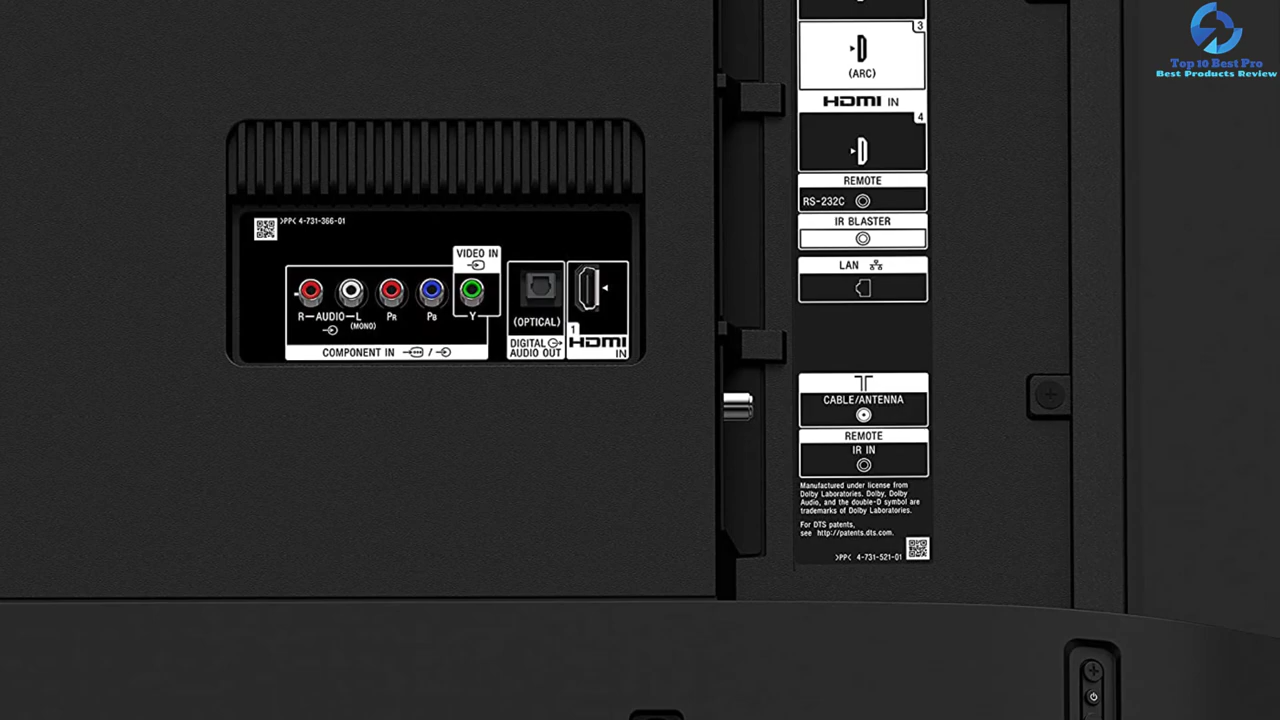 Top 10 Best Pro
Best Products Review
3
(ARC)
HDMI IN
4
REMOTE
RS-232C
IR BLASTER
LAN
>PP< 4-731-366-01
VIDEO IN
R—AUDIO—L
(MONO)
PR
PB
Y
COMPONENT IN /
(OPTICAL)
DIGITAL
AUDIO OUT
1
HDMI
IN
CABLE/ANTENNA
REMOTE
IR IN
Manufactured under license from
Dolby Laboratories. Dolby, Dolby
Audio, and the double-D symbol are
trademarks of Dolby Laboratories.
For DTS patents,
see http://patents.dts.com.
>PP< 4-731-521-01